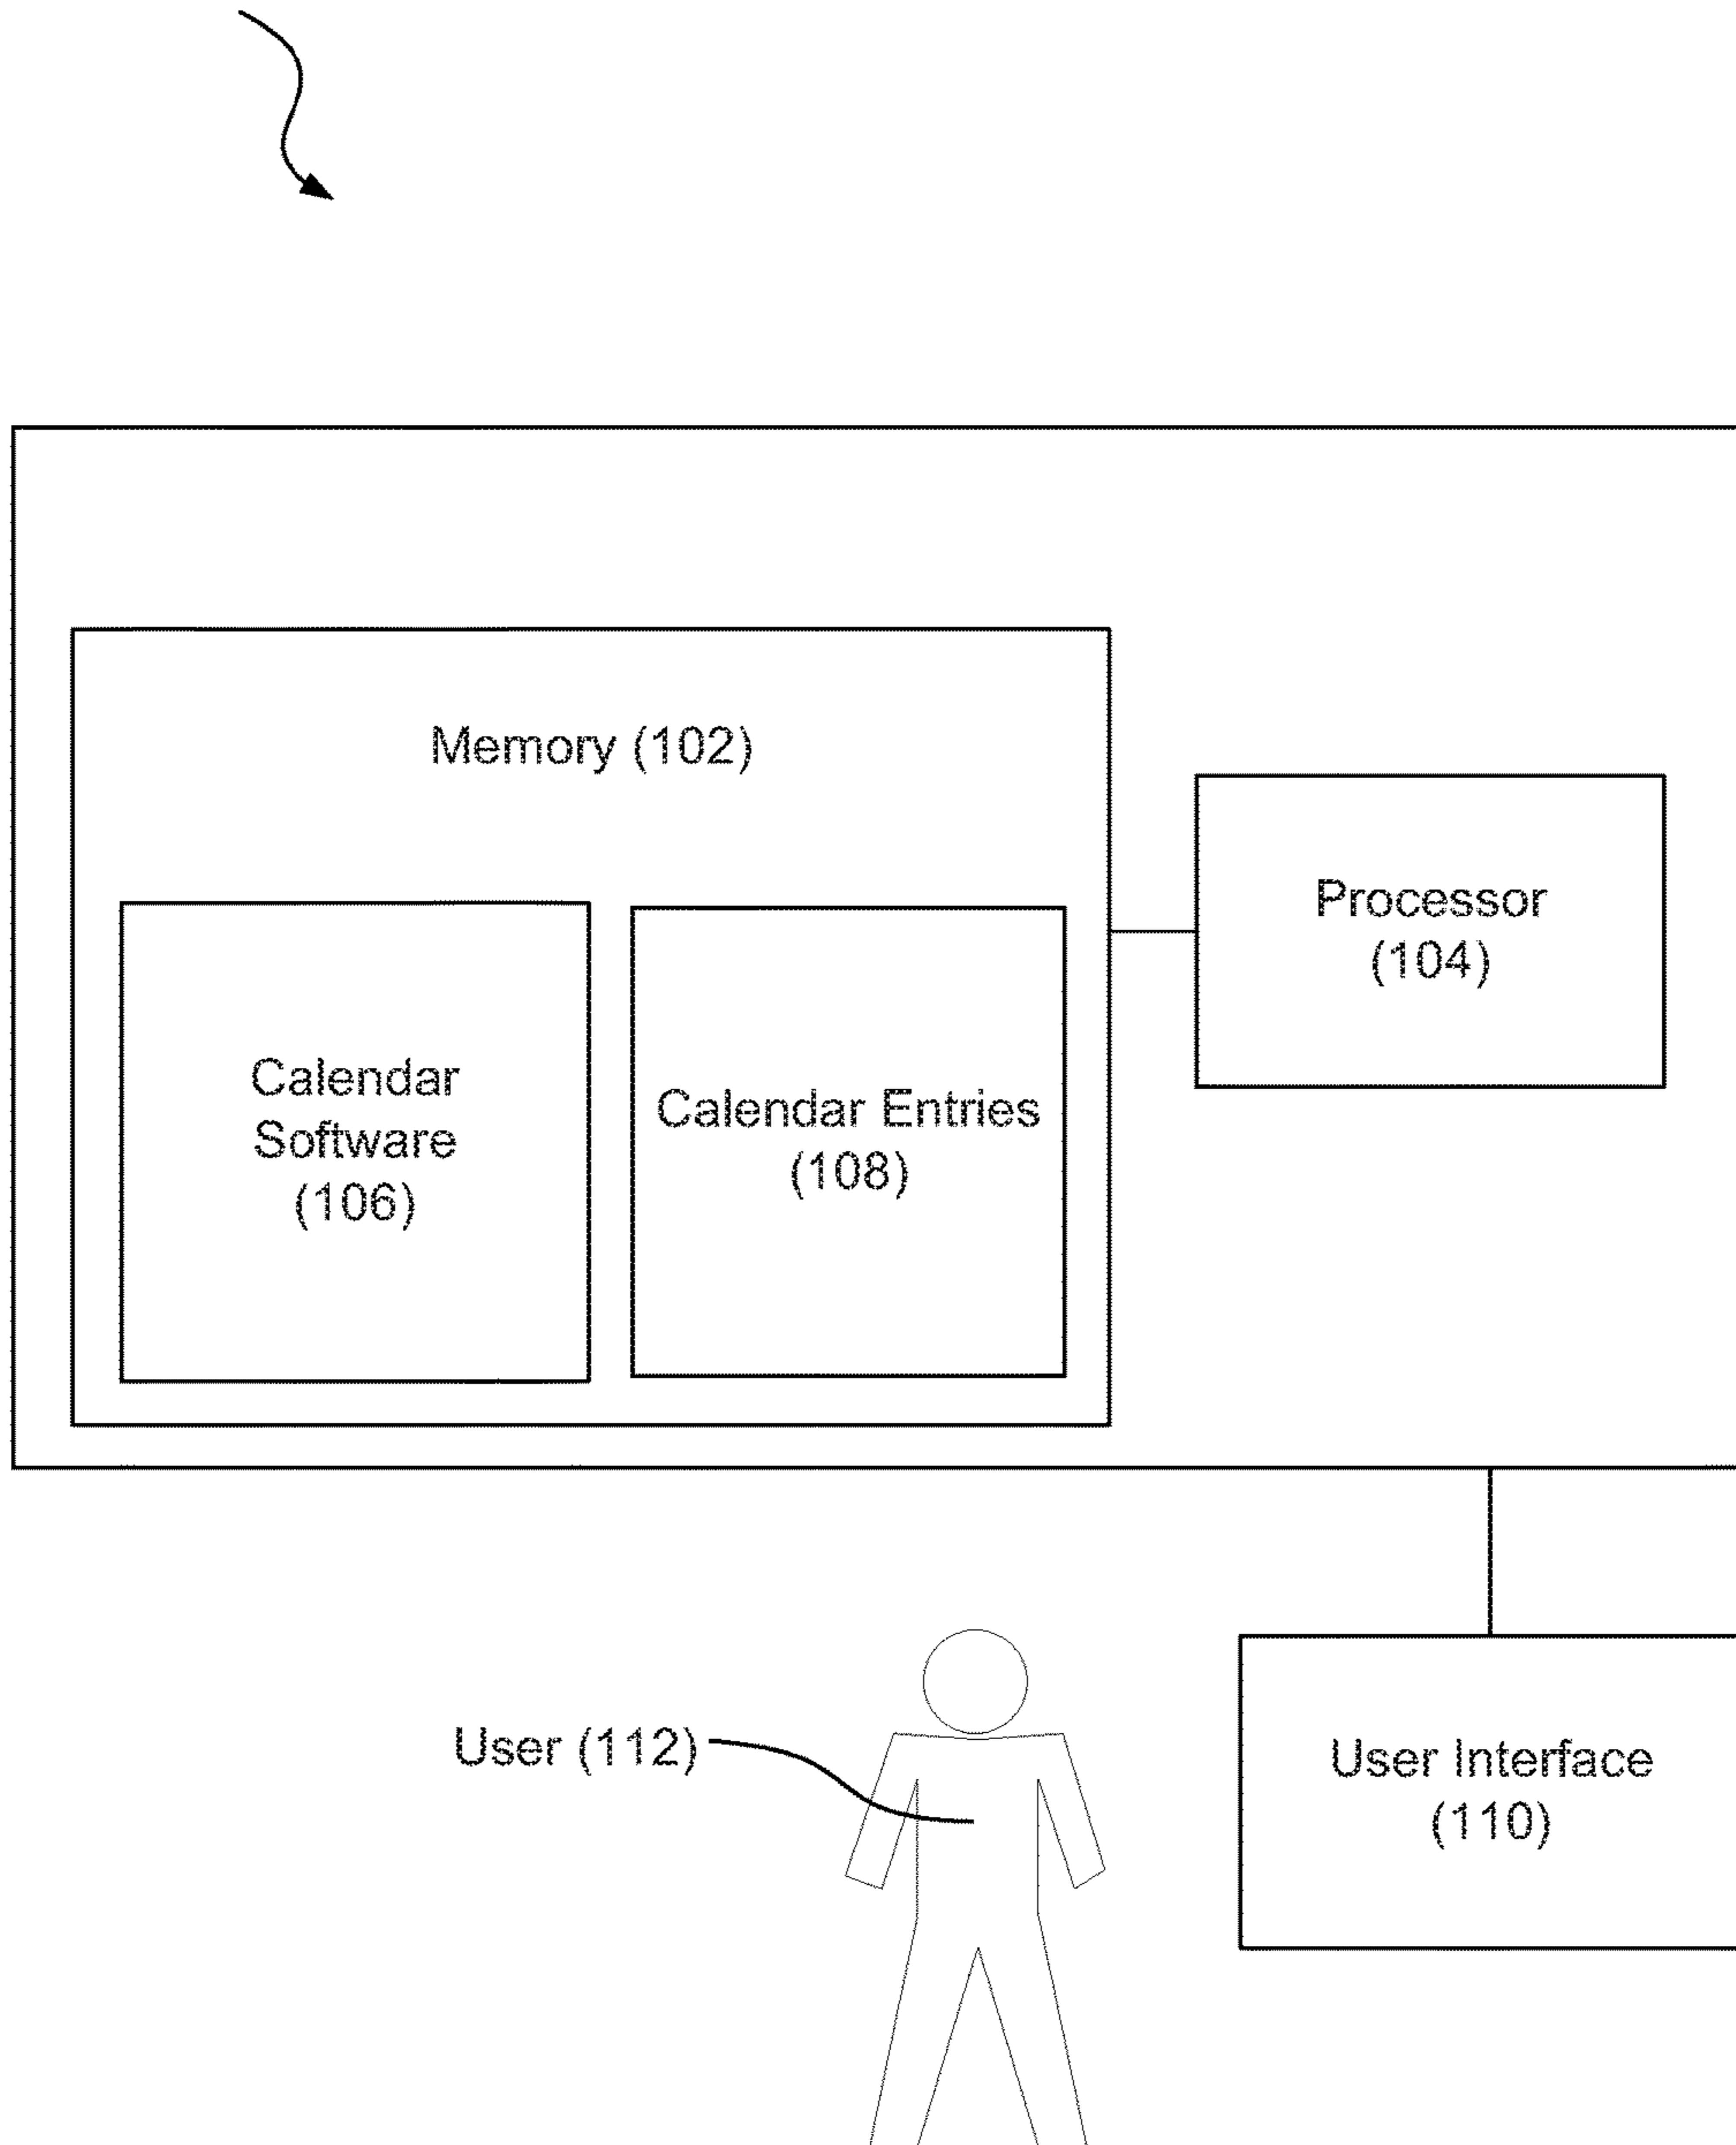 Memory (102)
Processor
(104)
Calendar
Software
(106)
Calendar Entries
(108)
User (112)
User Interface
(110)